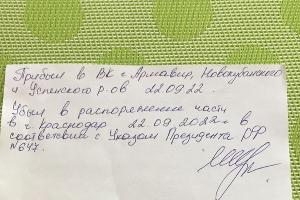 Прибыл в ВК г. Армавир, Новокубанского
и Успенского р-ов 22.09.22.
Убыл в распоряжение части
в г. Краснодар 22.09.2022 г. в
соответствии с Указом Президента РФ
№647.